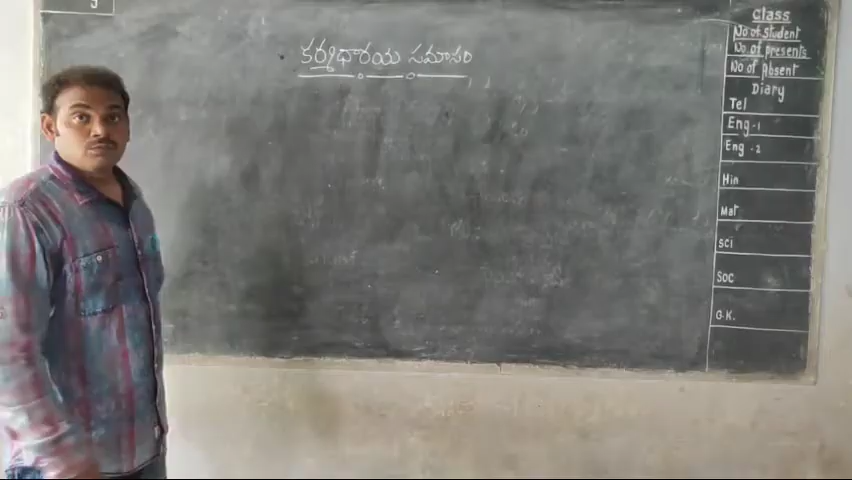 కర్మధారయ సమాసం
Class
No of student
No of presents
No of Absent
Diary
Tel
Eng-1
Eng-2
Hin
Mat
sci
Soc
G.K.